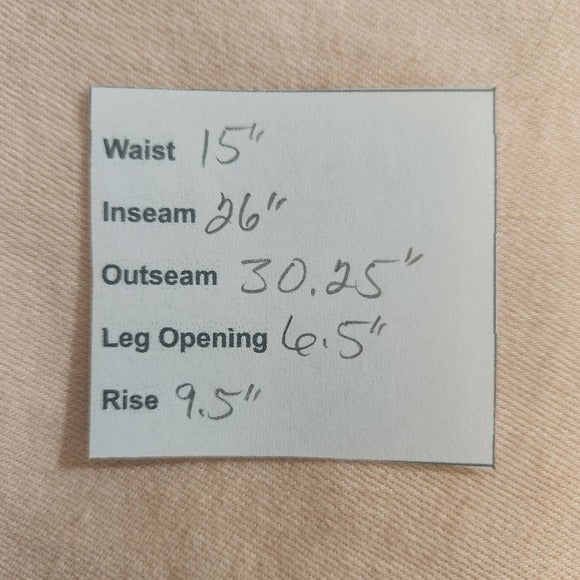 Waist 15"
Inseam 26"
Outseam 30.25"
Leg Opening 6.5"
Rise 9.5"